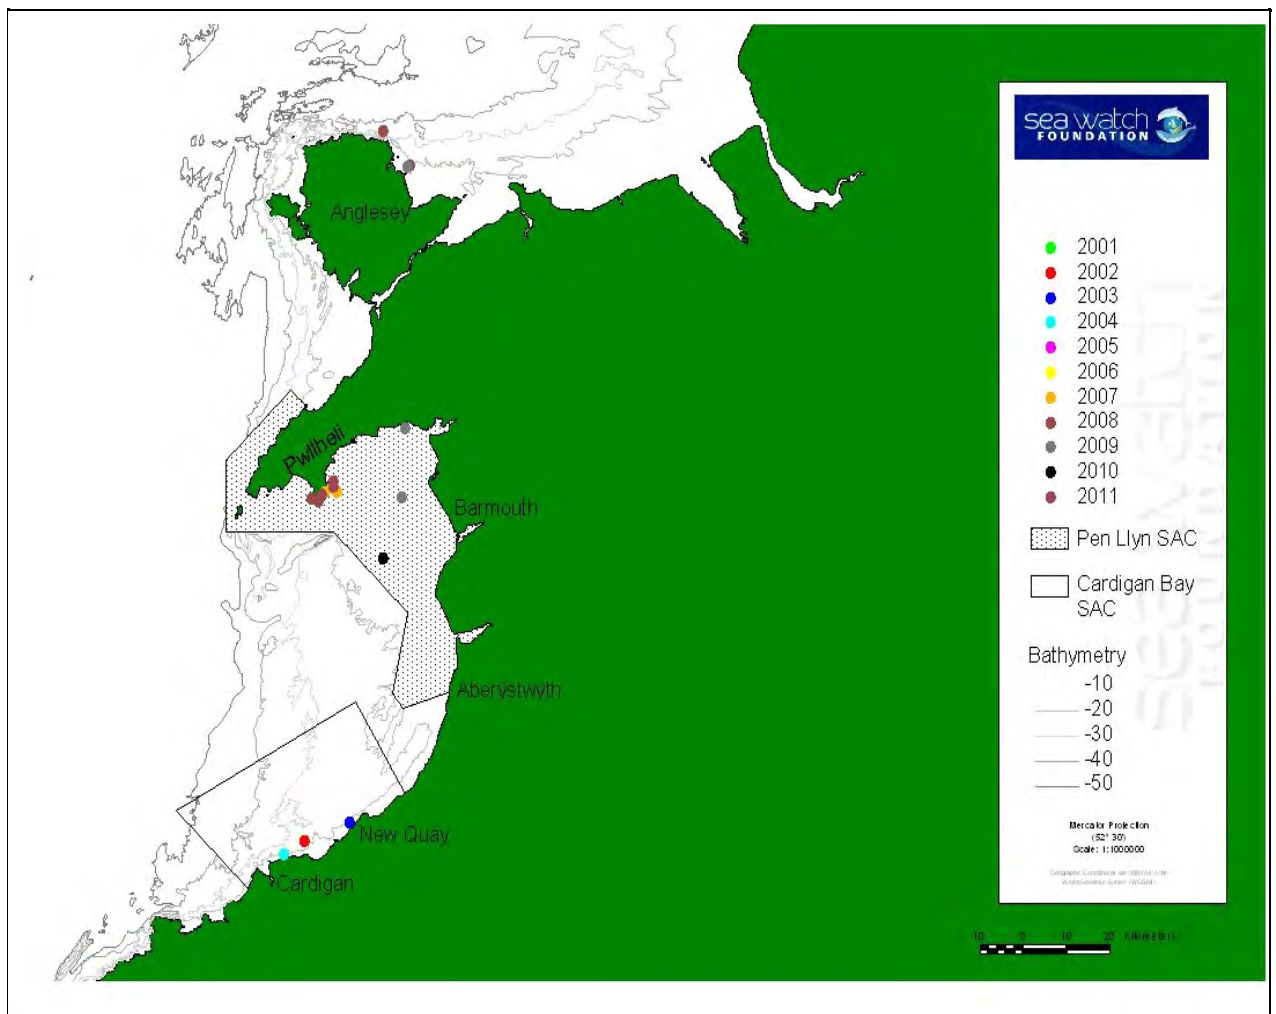 sea watch
FOUNDATION
Anglesey
Pwllheli
Barmouth
Aberystwyth
New Quay
Cardigan
2001
2002
2003
2004
2005
2006
2007
2008
2009
2010
2011
Pen Llyn SAC
Cardigan Bay
SAC
Bathymetry
-10
-20
-30
-40
-50
Mercator Projection
(52° 30)
Scale: 1:1000000
10 0 10 20 kilometers